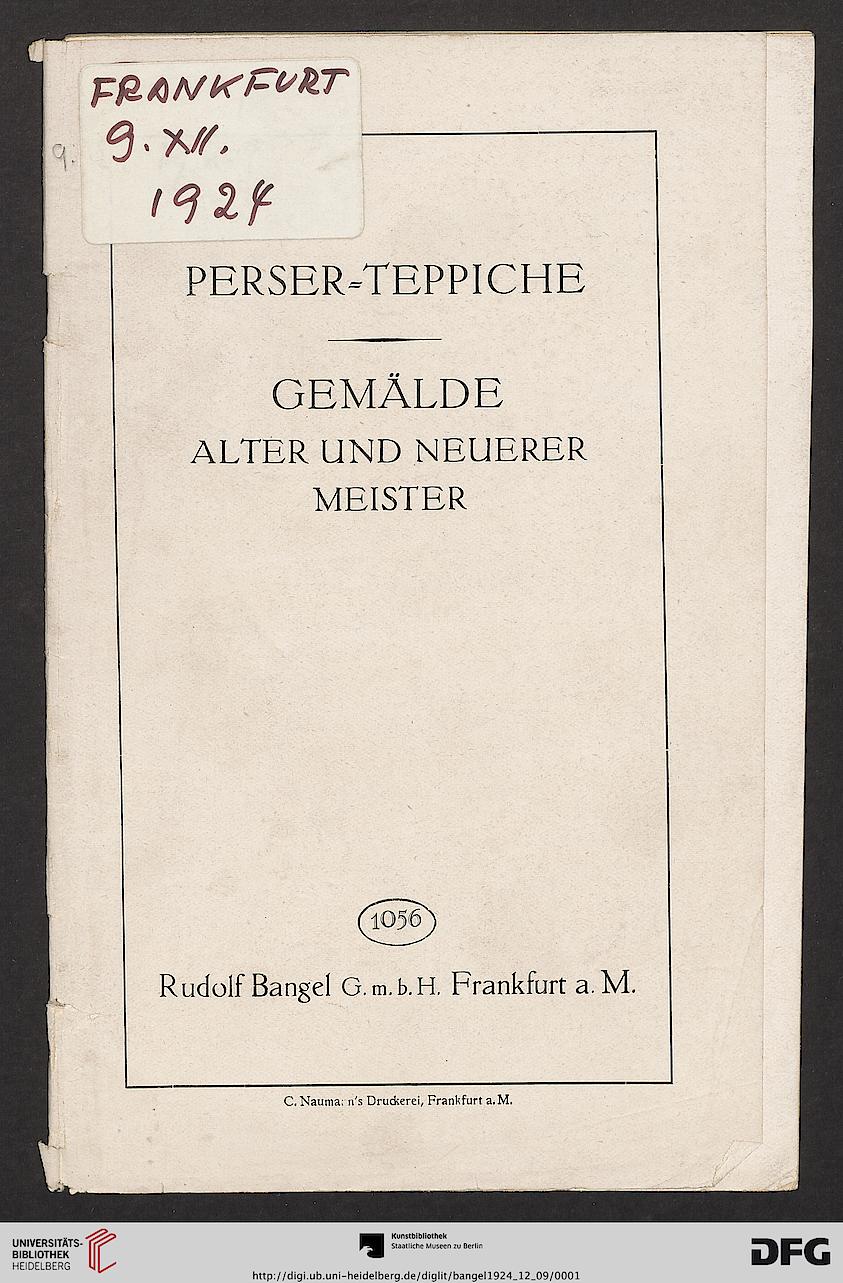 FRANKFURT
9. XII.
1924
9.
PERSER=TEPPICHE
GEMÄLDE
ALTER UND NEUERER
MEISTER
1056
Rudolf Bangel G.m.b.H. Frankfurt a. M.
C. Nauma: n's Druckerei, Frankfurt a. M.
UNIVERSITÄTS-
BIBLIOTHEK
HEIDELBERG
Kunstbibliothek
Staatliche Museen zu Berlin
DFG
http://digi.ub.uni-heidelberg.de/diglit/bangel1924_12_09/0001